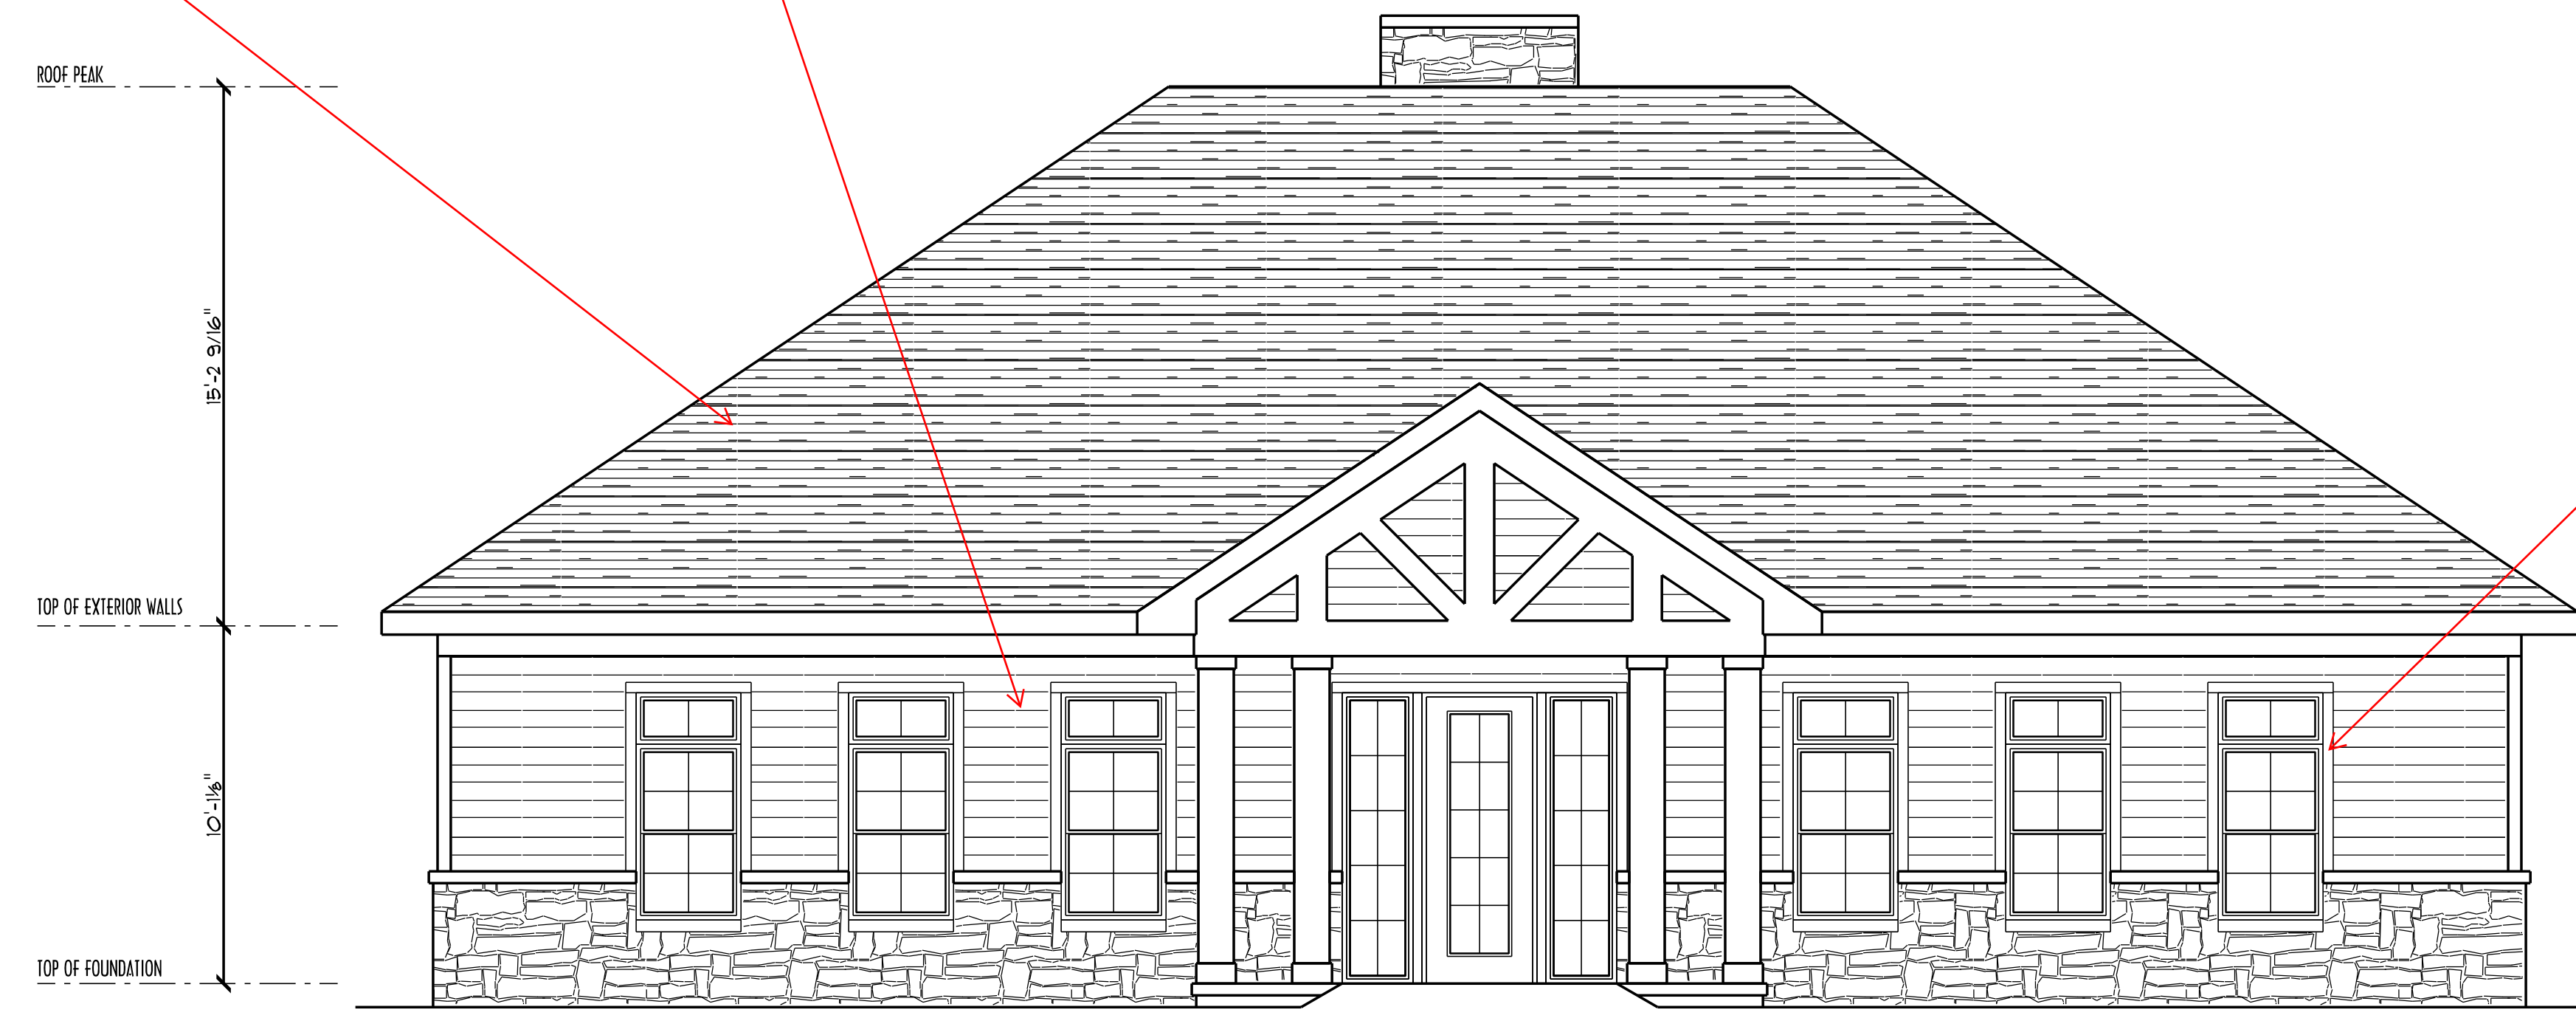 ROOF PEAK
15'-2 9/16"
TOP OF EXTERIOR WALLS
10'-1⅛"
TOP OF FOUNDATION